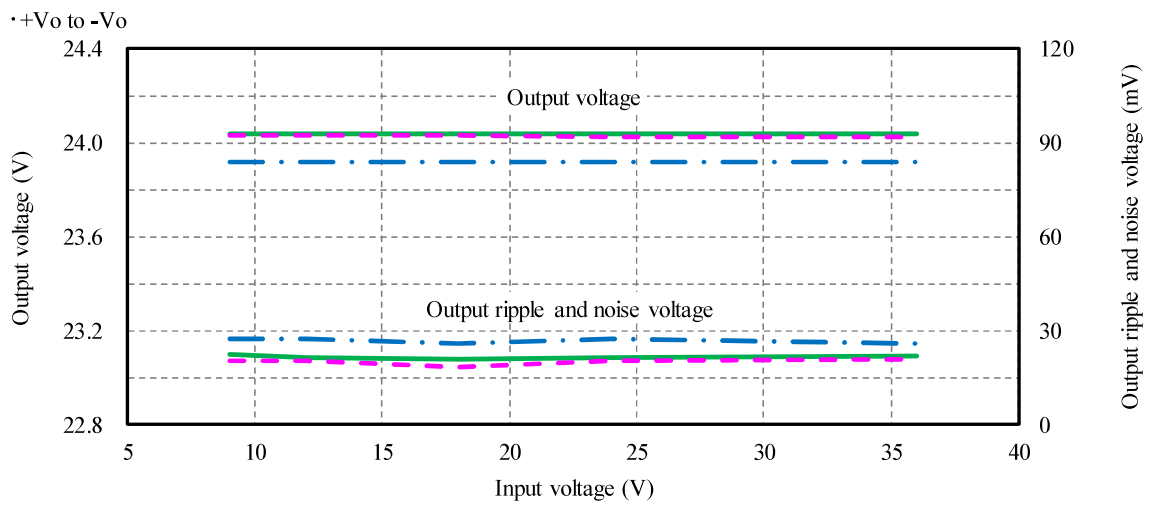 ·+Vo to -Vo
24.4
24.0
23.6
23.2
22.8
Output voltage (V)
Output voltage
Output ripple and noise voltage
120
90
60
30
0
Output ripple and noise voltage (mV)
5 10 15 20 25 30 35 40
Input voltage (V)